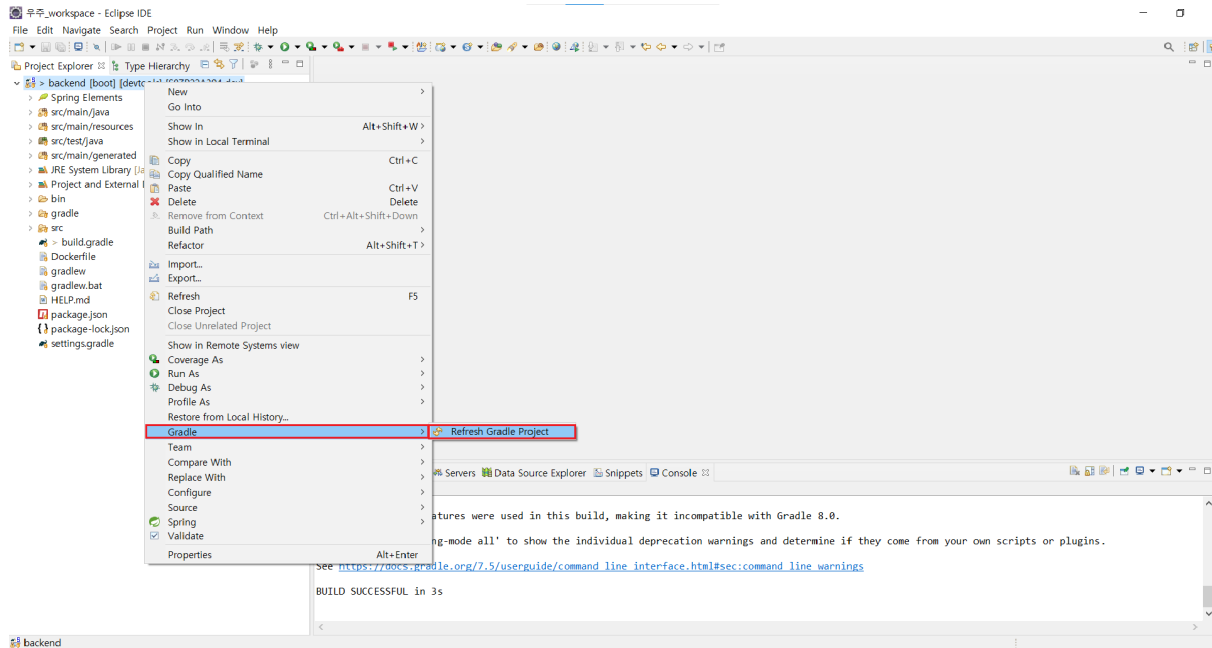 우주_workspace - Eclipse IDE
File Edit Navigate Search Project Run Window Help
Project Explorer Type Hierarchy
> backend [boot] [devtools]
Spring Elements
src/main/java
src/main/resources
src/test/java
src/main/generated
JRE System Library
Project and External
bin
gradle
src
> build.gradle
Dockerfile
gradlew
gradlew.bat
HELP.md
package.json
package-lock.json
settings.gradle
New
Go Into
Show In Alt+Shift+W >
Show in Local Terminal
Copy Ctrl+C
Copy Qualified Name
Paste Ctrl+V
Delete Delete
Remove from Context Ctrl+Alt+Shift+Down
Build Path
Refactor Alt+Shift+T >
Import...
Export...
Refresh F5
Close Project
Close Unrelated Project
Show in Remote Systems view
Coverage As
Run As
Debug As
Profile As
Restore from Local History...
Gradle
Refresh Gradle Project
Team
Compare With
Replace With
Configure
Source
Spring
Validate
Properties Alt+Enter
Servers Data Source Explorer Snippets Console
atures were used in this build, making it incompatible with Gradle 8.0.
ng-mode all' to show the individual deprecation warnings and determine if they come from your own scripts or plugins.
See https://docs.gradle.org/7.5/userguide/command_line_interface.html#sec:command_line_warnings
BUILD SUCCESSFUL in 3s
backend